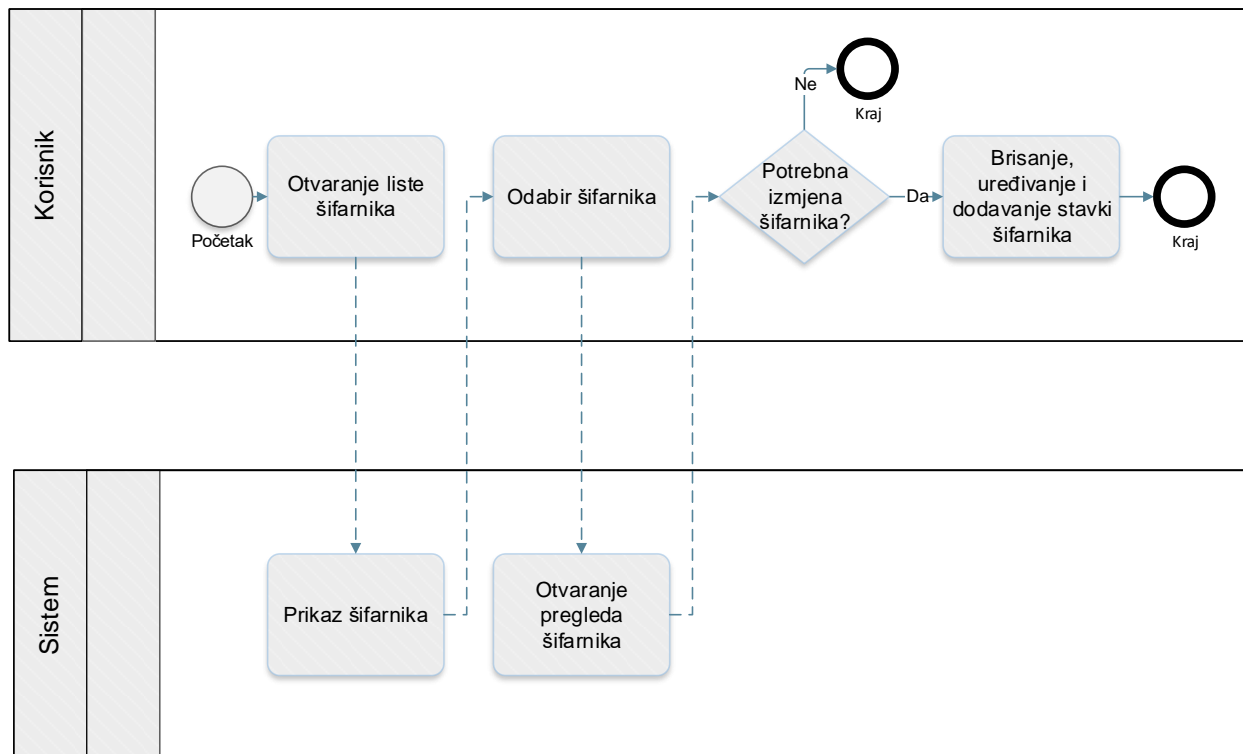 Korisnik
Početak
Otvaranje liste
šifarnika
Odabir šifarnika
Potrebna
izmjena
šifarnika?
Ne
Kraj
Da
Brisanje,
uređivanje i
dodavanje stavki
šifarnika
Kraj
Sistem
Prikaz šifarnika
Otvaranje
pregleda
šifarnika